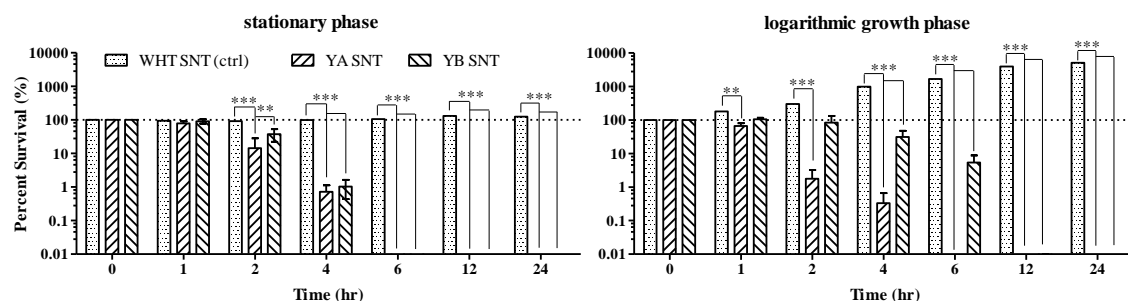 stationary phase
logarithmic growth phase
Percent Survival (%)
10000
1000
100
10
1
0.1
0.01
WHT SNT (ctrl)
YA SNT
YB SNT
***
**
***
***
***
***
0 1 2 4 6 12 24
Time (hr)
10000
1000
100
10
1
0.1
0.01
**
***
***
***
***
***
0 1 2 4 6 12 24
Time (hr)